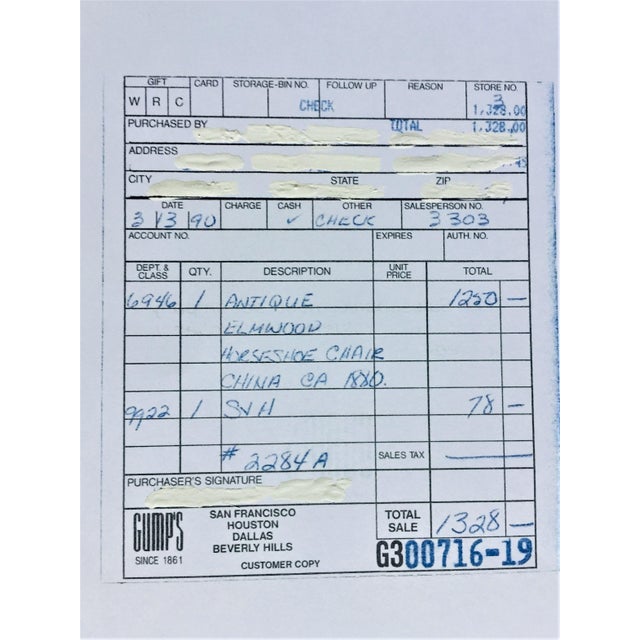 GIFT CARD STORAGE-BIN NO. FOLLOW UP REASON STORE NO.
W R C CHECK 3 1,328.00
PURCHASED BY TOTAL 1,328.00
ADDRESS
CITY STATE ZIP
DATE CHARGE CASH OTHER SALESPERSON NO.
3 13 90 ✓ CHECK 3303
ACCOUNT NO. EXPIRES AUTH. NO.
DEPT. & CLASS QTY. DESCRIPTION UNIT PRICE TOTAL
6946 1 ANTIQUE 1250 —
ELMWOOD
HORSESHOE CHAIR
CHINA CA 1880.
9922 1 S/H 78 —
# 2284A SALES TAX —
PURCHASER'S SIGNATURE
GUMP'S
SINCE 1861
SAN FRANCISCO
HOUSTON
DALLAS
BEVERLY HILLS
CUSTOMER COPY
TOTAL SALE 1328 —
G300716-19